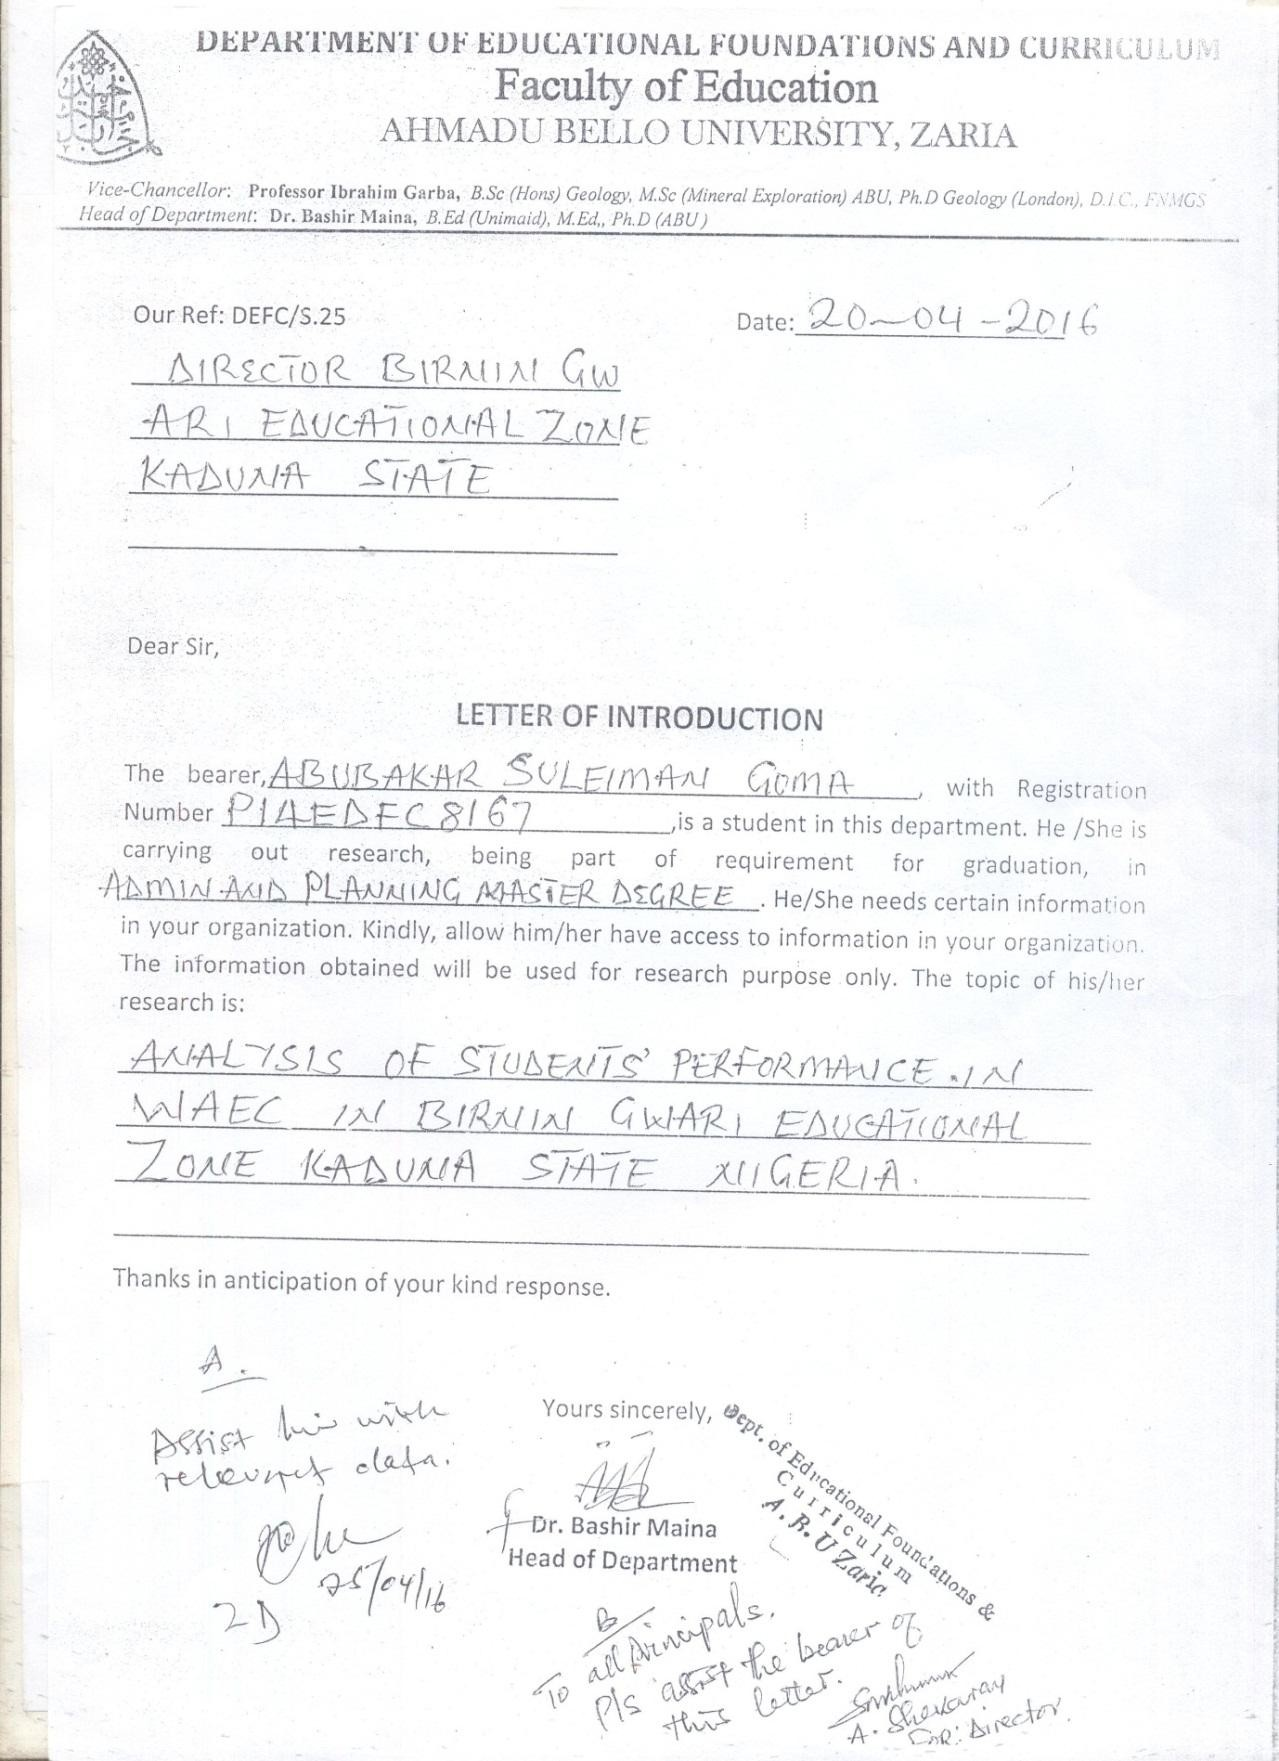 DEPARTMENT OF EDUCATIONAL FOUNDATIONS AND CURRICULUM
Faculty of Education
AHMADU BELLO UNIVERSITY, ZARIA
Vice-Chancellor: Professor Ibrahim Garba, B.Sc (Hons) Geology, M.Sc (Mineral Exploration) ABU, Ph.D Geology (London), D.I.C., FNMGS
Head of Department: Dr. Bashir Maina, B.Ed (Unimaid), M.Ed,, Ph.D (ABU)
Our Ref: DEFC/S.25
Date: 20-04-2016
DIRECTOR BIRNIN GW
ARI EDUCATIONAL ZONE
KADUNA STATE
Dear Sir,
LETTER OF INTRODUCTION
The bearer, ABUBAKAR SULEIMAN GOMA, with Registration
Number P14EDFC8167, is a student in this department. He /She is
carrying out research, being part of requirement for graduation, in
ADMIN AND PLANNING MASTER DEGREE. He/She needs certain information
in your organization. Kindly, allow him/her have access to information in your organization.
The information obtained will be used for research purpose only. The topic of his/her
research is:
ANALYSIS OF STUDENTS' PERFORMANCE. IN
WAEC IN BIRNIN GWARI EDUCATIONAL
ZONE KADUNA STATE NIGERIA.
Thanks in anticipation of your kind response.
A.
Assist him with
relevant data.
25/04/16
ZD
Yours sincerely,
Dr. Bashir Maina
Head of Department
Dept. of Educational Foundations &
Curriculum
A.B.U Zaria
B
To all Principals.
Pls assist the bearer of
this letter.
For: Director.